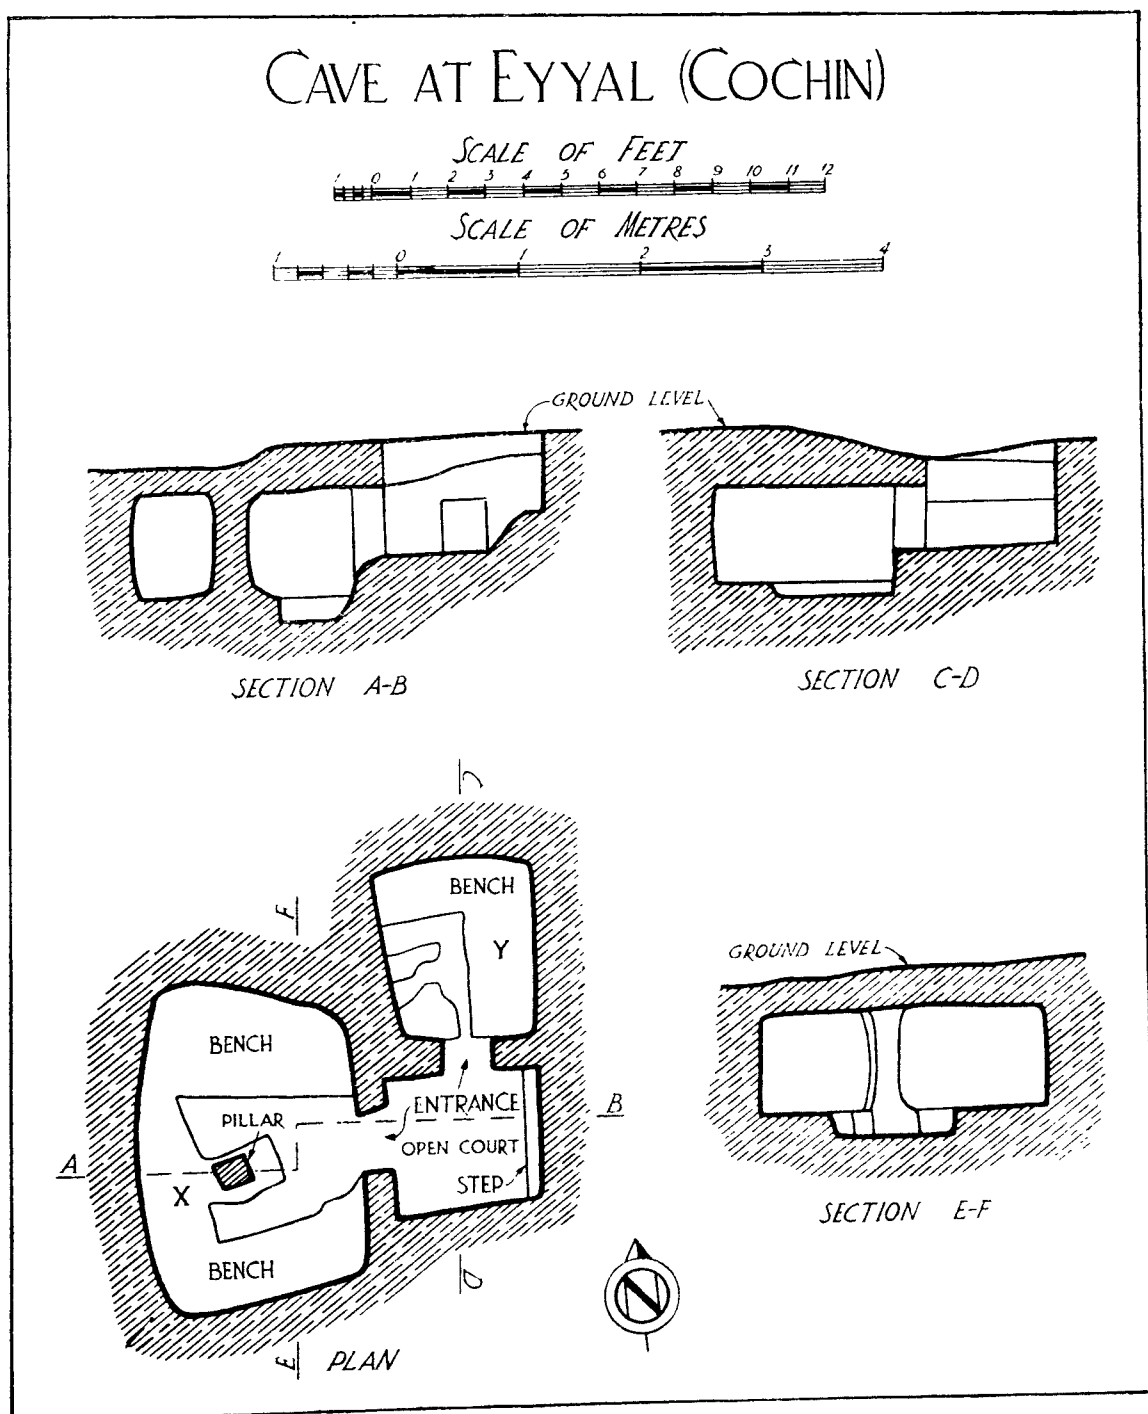 CAVE AT EYYAL (COCHIN)
SCALE OF FEET
1 0 1 2 3 4 5 6 7 8 9 10 11 12
SCALE OF METRES
1 0 1 2 3 4
GROUND LEVEL
SECTION A-B
SECTION C-D
C
F
BENCH
Y
GROUND LEVEL
BENCH
PILLAR
ENTRANCE
B
OPEN COURT
A
X
STEP
BENCH
SECTION E-F
D
N
E
PLAN